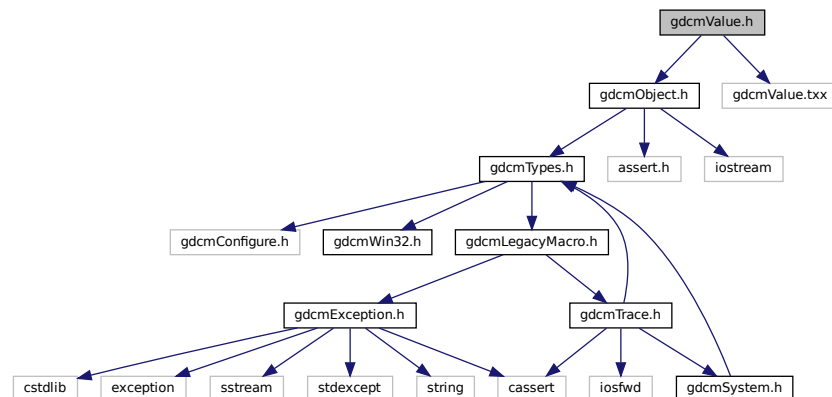 gdcmValue.h
gdcmObject.h
gdcmValue.txx
gdcmTypes.h
assert.h
iostream
gdcmConfigure.h
gdcmWin32.h
gdcmLegacyMacro.h
gdcmException.h
gdcmTrace.h
cstdlib
exception
sstream
stdexcept
string
cassert
iosfwd
gdcmSystem.h